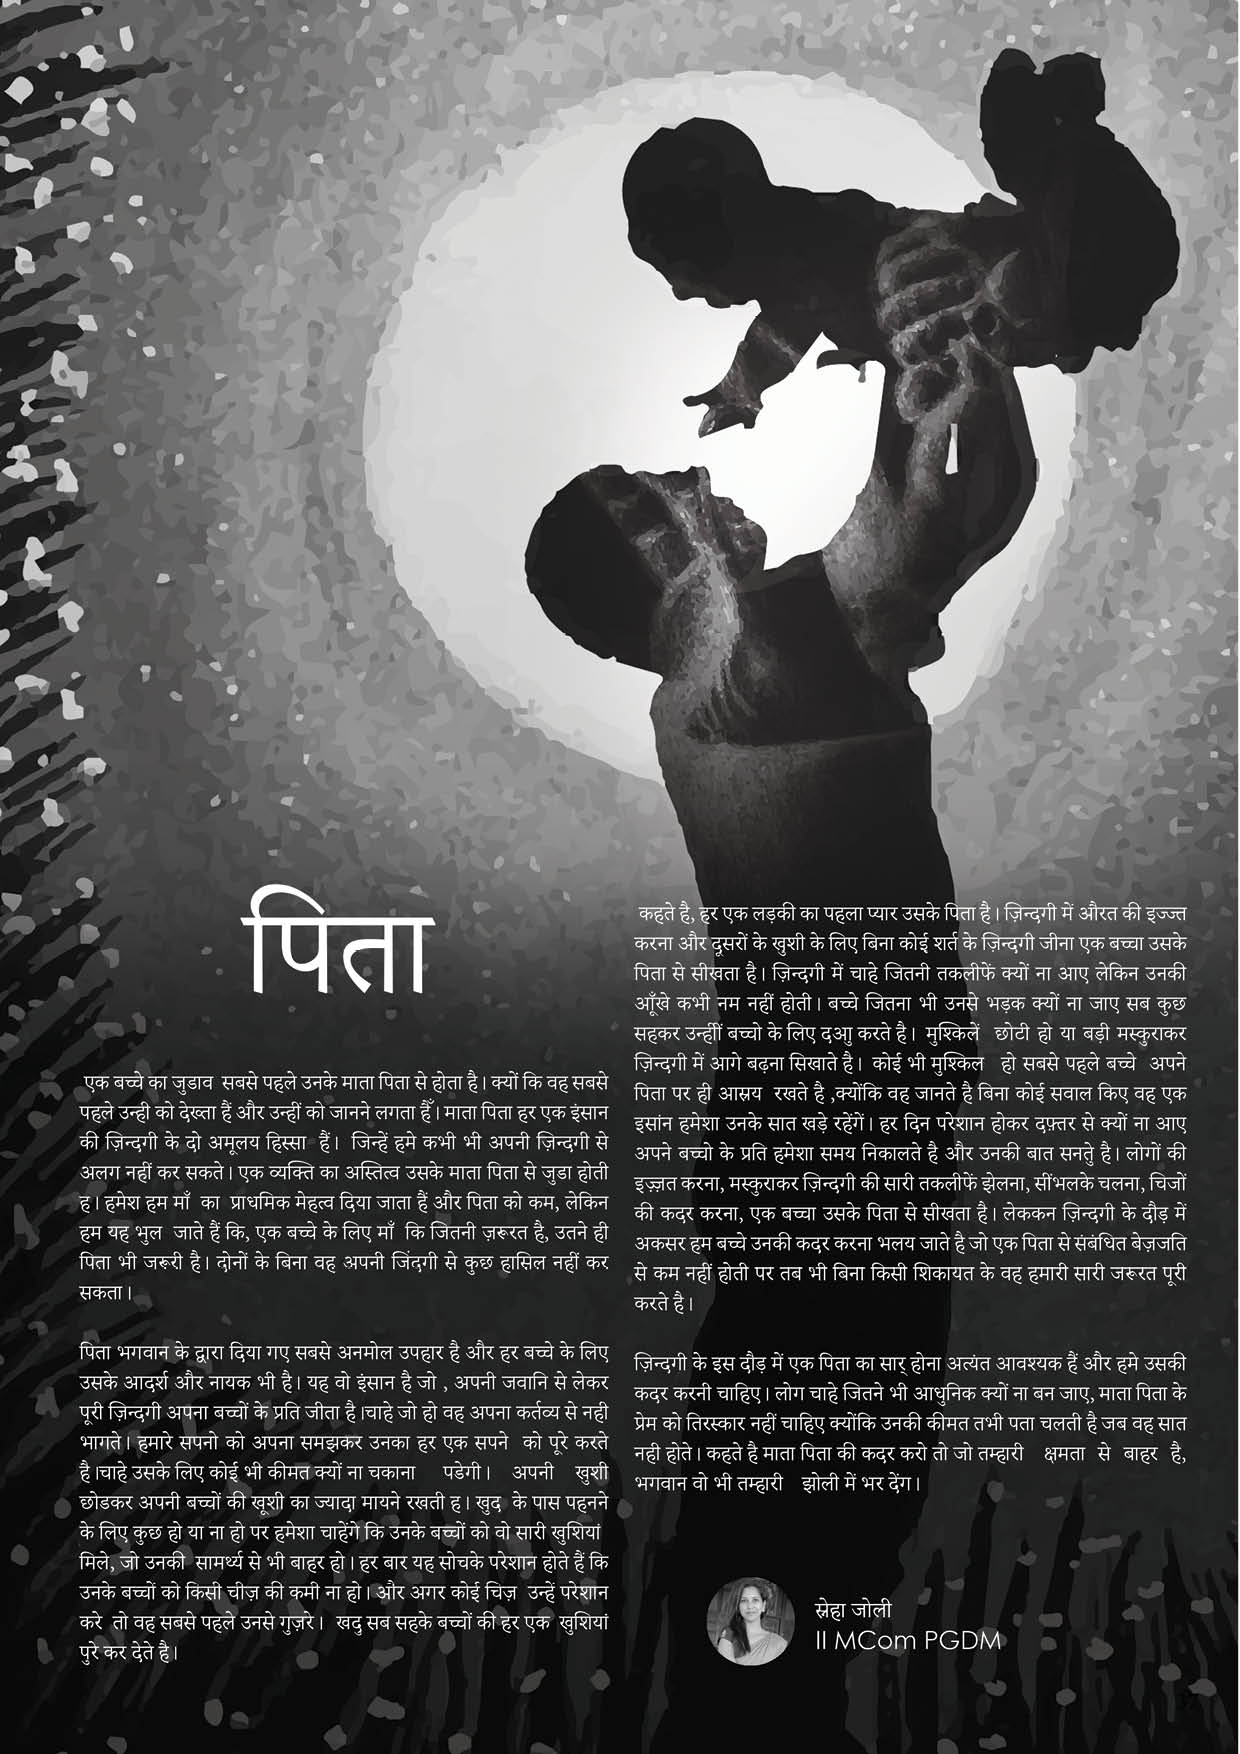 पिता
एक बच्चे का जुडाव सबसे पहले उनके माता पिता से होता है। क्यों कि वह सबसे
पहले उन्ही को देख्ता हैं और उन्हीं को जानने लगता हैँ। माता पिता हर एक इंसान
की ज़िन्दगी के दो अमूलय हिस्सा हैं। जिन्हें हमे कभी भी अपनी ज़िन्दगी से
अलग नहीं कर सकते। एक व्यक्ति का अस्तित्व उसके माता पिता से जुडा होती
ह। हमेश हम माँ का प्राधमिक मेहत्व दिया जाता हैं और पिता को कम, लेकिन
हम यह भुल जाते हैं कि, एक बच्चे के लिए माँ कि जितनी ज़रूरत है, उतने ही
पिता भी जरूरी है। दोनों के बिना वह अपनी जिंदगी से कुछ हासिल नहीं कर
सकता।
पिता भगवान के द्वारा दिया गए सबसे अनमोल उपहार है और हर बच्चे के लिए
उसके आदर्श और नायक भी है। यह वो इंसान है जो , अपनी जवानि से लेकर
पूरी ज़िन्दगी अपना बच्चों के प्रति जीता है।चाहे जो हो वह अपना कर्तव्य से नही
भागते। हमारे सपनो को अपना समझकर उनका हर एक सपने को पूरे करते
है।चाहे उसके लिए कोई भी कीमत क्यों ना चकाना पडेगी। अपनी खुशी
छोडकर अपनी बच्चों की खूशी का ज्यादा मायने रखती ह। खुद के पास पहनने
के लिए कुछ हो या ना हो पर हमेशा चाहेंगे कि उनके बच्चों को वो सारी खुशियां
मिले, जो उनकी सामर्थ्य से भी बाहर हो। हर बार यह सोचके परेशान होते हैं कि
उनके बच्चों को किसी चीज़ की कमी ना हो। और अगर कोई चिज़ उन्हें परेशान
करे तो वह सबसे पहले उनसे गुज़रे। खदु सब सहके बच्चों की हर एक खुशियां
पुरे कर देते है।
कहते है, हर एक लड़की का पहला प्यार उसके पिता है। ज़िन्दगी में औरत की इज्ज्त
करना और दूसरों के खुशी के लिए बिना कोई शर्त के ज़िन्दगी जीना एक बच्चा उसके
पिता से सीखता है। ज़िन्दगी में चाहे जितनी तकलीफें क्यों ना आए लेकिन उनकी
आँूखे कभी नम नहीं होती। बच्चे जितना भी उनसे भड़क क्यों ना जाए सब कुछ
सहकर उन्हीीं बच्चो के लिए दआु करते है। मुश्किलें छोटी हो या बड़ी मस्कुराकर
ज़िन्दगी में आगे बढ़ना सिखाते है। कोई भी मुश्किल हो सबसे पहले बच्चे अपने
पिता पर ही आस्रय रखते है ,क्योंकि वह जानते है बिना कोई सवाल किए वह एक
इसांन हमेशा उनके सात खड़े रहेंगें। हर दिन परेशान होकर दफ़्तर से क्यों ना आए
अपने बच्चो के प्रति हमेशा समय निकालते है और उनकी बात सनतेु है। लोगों की
इज़्ज़त करना, मस्कुराकर ज़िन्दगी की सारी तकलीफें झेलना, सींभलके चलना, चिजों
की कदर करना, एक बच्चा उसके पिता से सीखता है। लेककन ज़िन्दगी के दौड़ में
अकसर हम बच्चे उनकी कदर करना भलय जाते है जो एक पिता से संबंधित बेज़जति
से कम नहीं होती पर तब भी बिना किसी शिकायत के वह हमारी सारी जरूरत पूरी
करते है।
ज़िन्दगी के इस दौड़ में एक पिता का सार् होना अत्यंत आवश्यक हैं और हमे उसकी
कदर करनी चाहिए। लोग चाहे जितने भी आधुनिक क्यों ना बन जाए, माता पिता के
प्रेम को तिरस्कार नहीं चाहिए क्योंकि उनकी कीमत तभी पता चलती है जब वह सात
नही होते। कहते है माता पिता की कदर करो तो जो तम्हारी क्षमता से बाहर है,
भगवान वो भी तम्हारी झोली में भर देंग।
स्नेहा जोली
II MCom PGDM